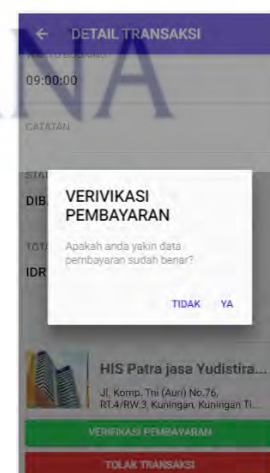 DETAIL TRANSAKSI
09:00:00
CATATAN
DIB
VERIVIKASI
PEMBAYARAN
TOT
Apakah anda yakin data
pembayaran sudah benar?
IDR
TIDAK YA
HIS Patra jasa Yudistira...
Jl. Komp. Tni (Auri) No.76,
RT.4/RW.3, Kuningan, Kuningan Ti...
VERIFIKASI PEMBAYARAN
TOLAK TRANSAKSI